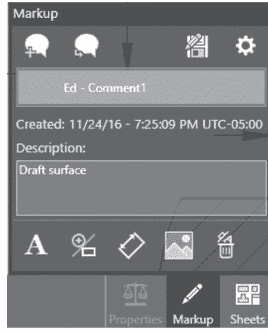 Markup
Ed - Comment1
Created: 11/24/16 - 7:25:09 PM UTC-05:00
Description:
Draft surface
A
Properties Markup Sheets